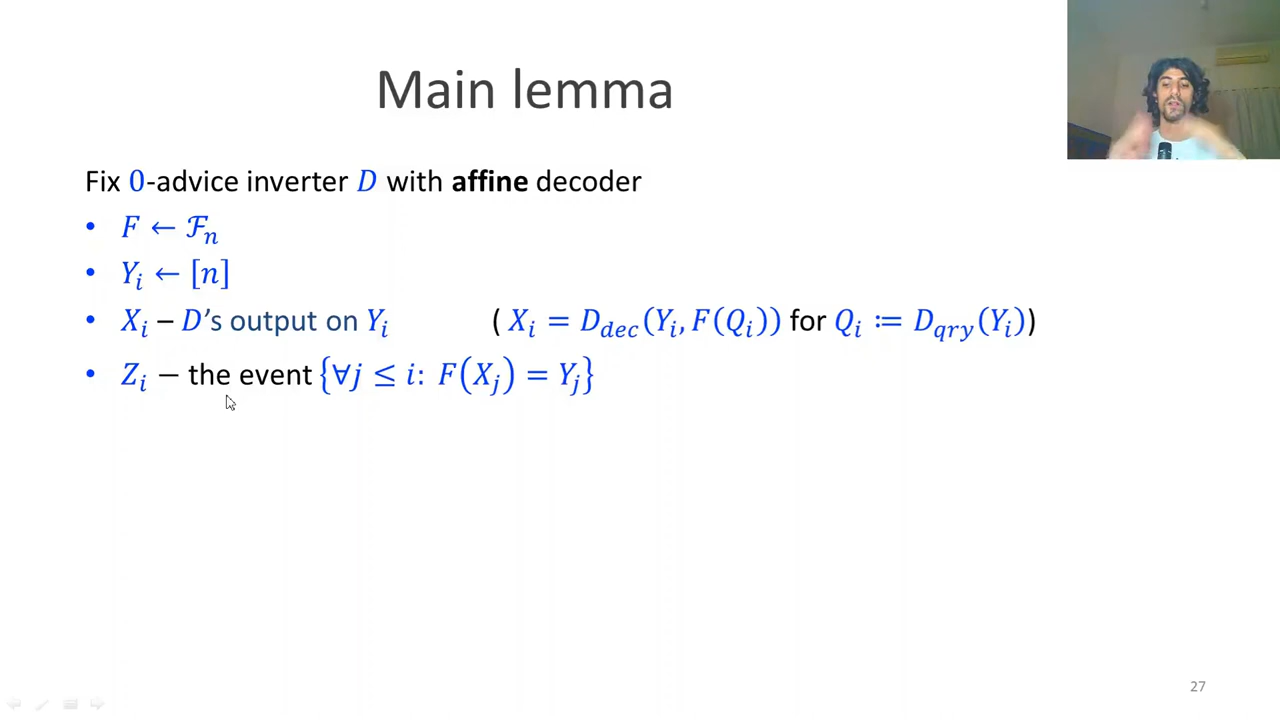 Main lemma
Fix 0-advice inverter D with affine decoder
• F ← ℱₙ
• Yᵢ ← [n]
• Xᵢ – D's output on Yᵢ ( Xᵢ = D_dec(Yᵢ, F(Qᵢ)) for Qᵢ ≔ D_qry(Yᵢ))
• Zᵢ – the event {∀j ≤ i: F(Xⱼ) = Yⱼ}
27